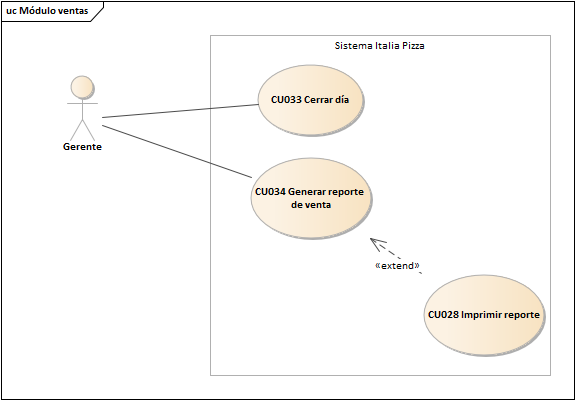 uc Módulo ventas
Sistema Italia Pizza
CU033 Cerrar día
Gerente
CU034 Generar reporte
de venta
«extend»
CU028 Imprimir reporte